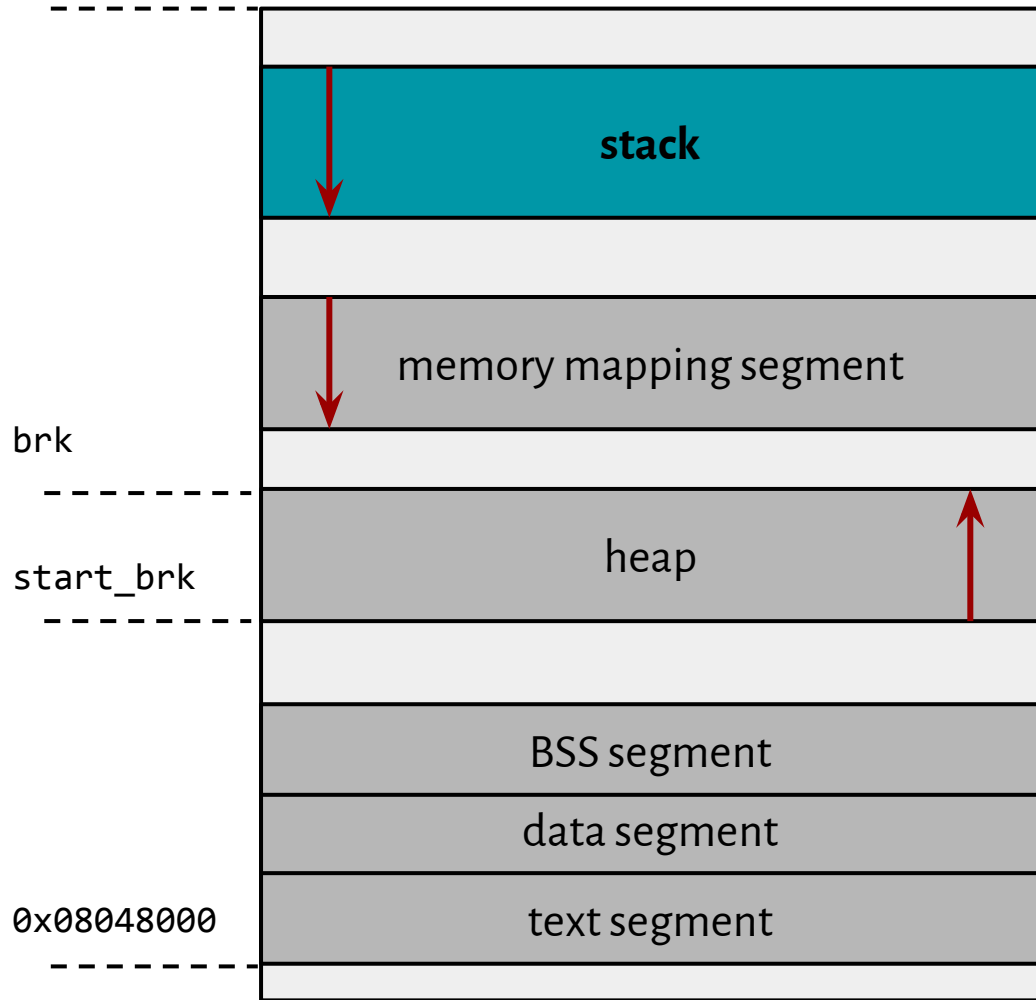 stack
memory mapping segment
brk
heap
start_brk
BSS segment
data segment
0x08048000
text segment